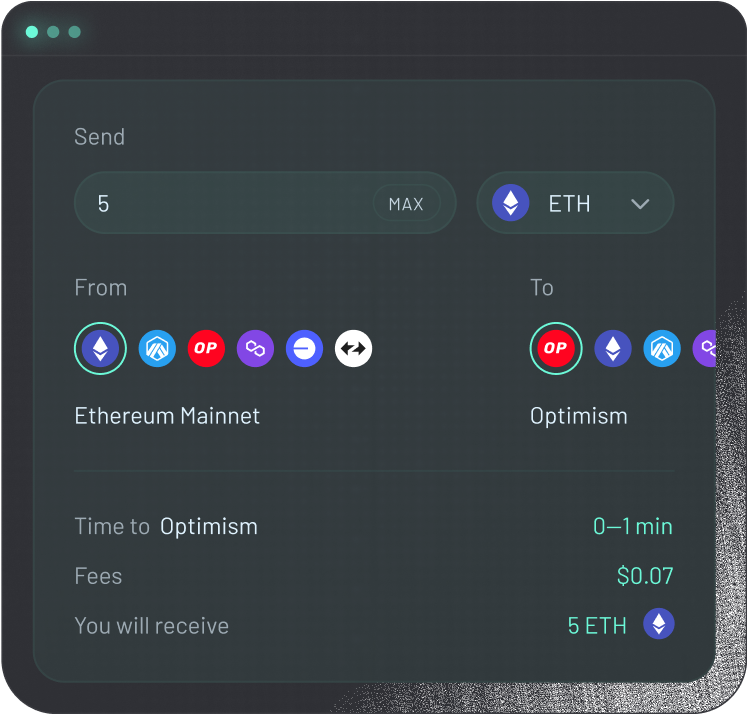 Send
5 MAX ETH
From To
OP OP
Ethereum Mainnet Optimism
Time to Optimism 0—1 min
Fees $0.07
You will receive 5 ETH